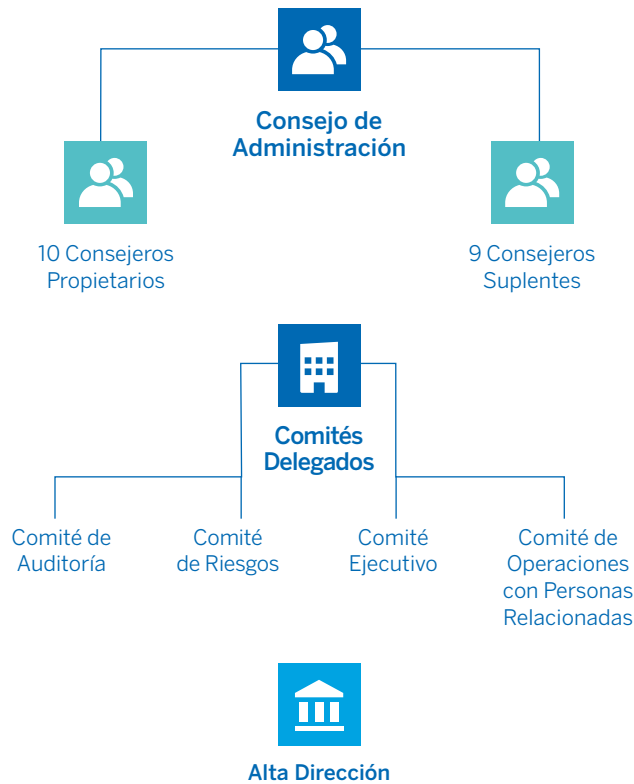 Consejo de
Administración
10 Consejeros
Propietarios
9 Consejeros
Suplentes
Comités
Delegados
Comité de
Auditoría
Comité
de Riesgos
Comité
Ejecutivo
Comité de
Operaciones
con Personas
Relacionadas
Alta Dirección